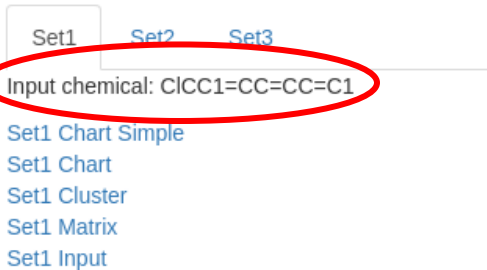 Set1 Set2 Set3
Input chemical: ClCC1=CC=CC=C1
Set1 Chart Simple
Set1 Chart
Set1 Cluster
Set1 Matrix
Set1 Input